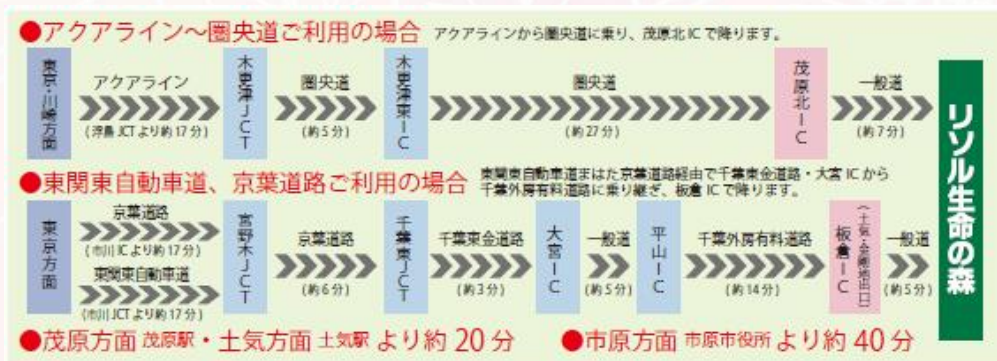 ●アクアライン〜圏央道ご利用の場合 アクアラインから圏央道に乗り、茂原北ICで降ります。
東京・川崎方面
アクアライン
(浮島JCTより約17分)
木更津JCT
圏央道
(約5分)
木更津東IC
圏央道
(約27分)
茂原北IC
一般道
(約7分)
リソル生命の森
●東関東自動車道、京葉道路ご利用の場合 東関東自動車道まはた京葉道路経由で千葉東金道路・大宮ICから
千葉外房有料道路に乗り継ぎ、板倉ICで降ります。
東京方面
京葉道路
(市川ICより約17分)
東関東自動車道
(市川JCTより約17分)
宮野木JCT
京葉道路
(約6分)
千葉東JCT
千葉東金道路
(約3分)
大宮IC
一般道
(約5分)
平山IC
千葉外房有料道路
(約14分)
板倉IC
一般道
(約5分)
●茂原方面 茂原駅・土気方面 土気駅 より約20分
●市原方面 市原市役所 より約40分